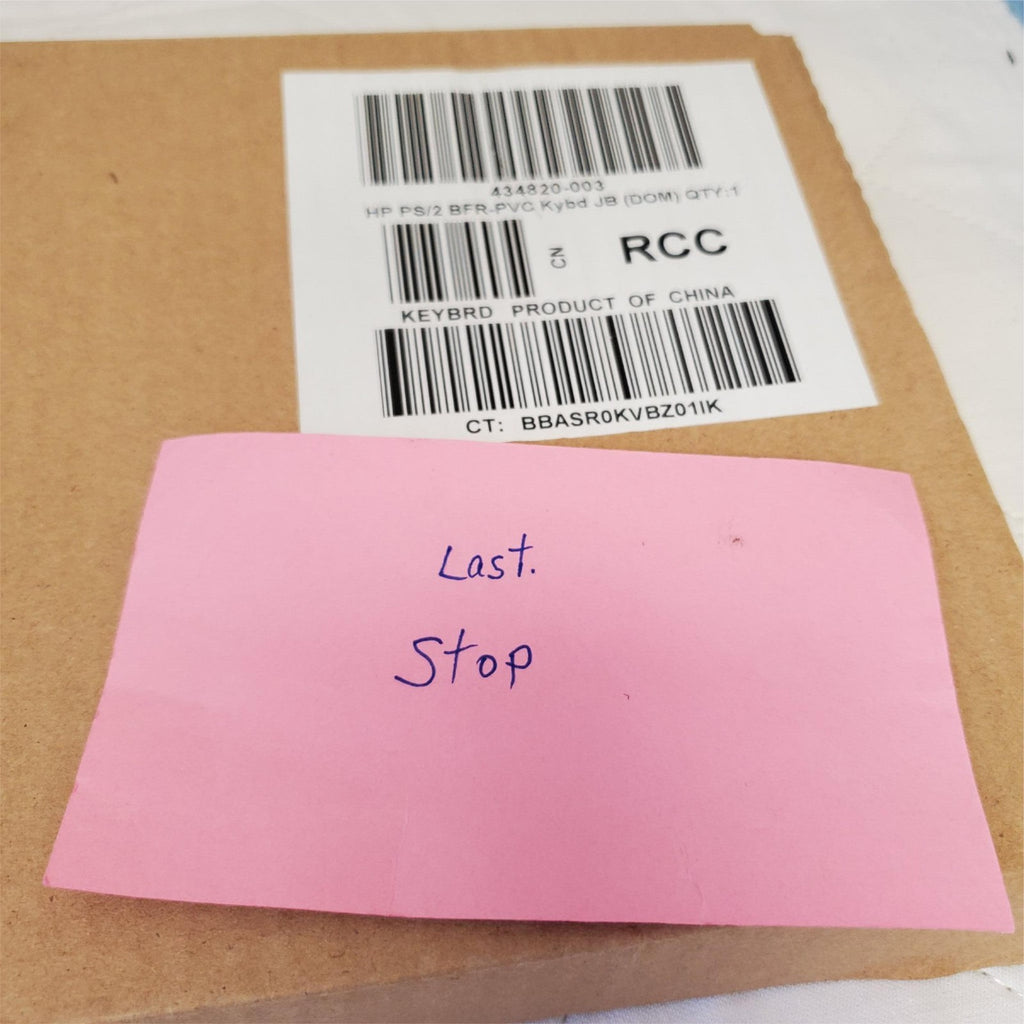 434820-003
HP PS/2 BFR-PVC Kybd JB (DOM) QTY:1
CN
RCC
KEYBRD PRODUCT OF CHINA
CT: BBASR0KVBZ01IK
Last.
Stop